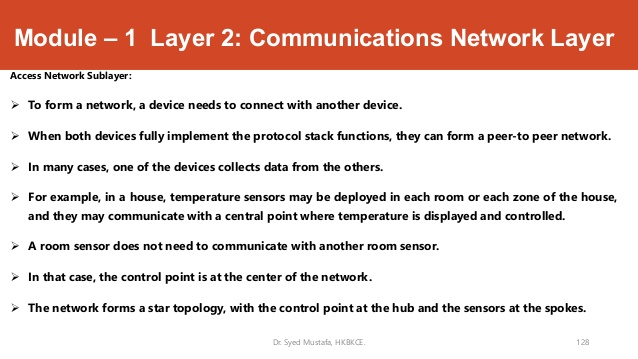 Module – 1  Layer 2: Communications Network Layer
Access Network Sublayer:
➢ To form a network, a device needs to connect with another device.
➢ When both devices fully implement the protocol stack functions, they can form a peer-to peer network.
➢ In many cases, one of the devices collects data from the others.
➢ For example, in a house, temperature sensors may be deployed in each room or each zone of the house,
and they may communicate with a central point where temperature is displayed and controlled.
➢ A room sensor does not need to communicate with another room sensor.
➢ In that case, the control point is at the center of the network.
➢ The network forms a star topology, with the control point at the hub and the sensors at the spokes.
Dr. Syed Mustafa, HKBKCE. 128